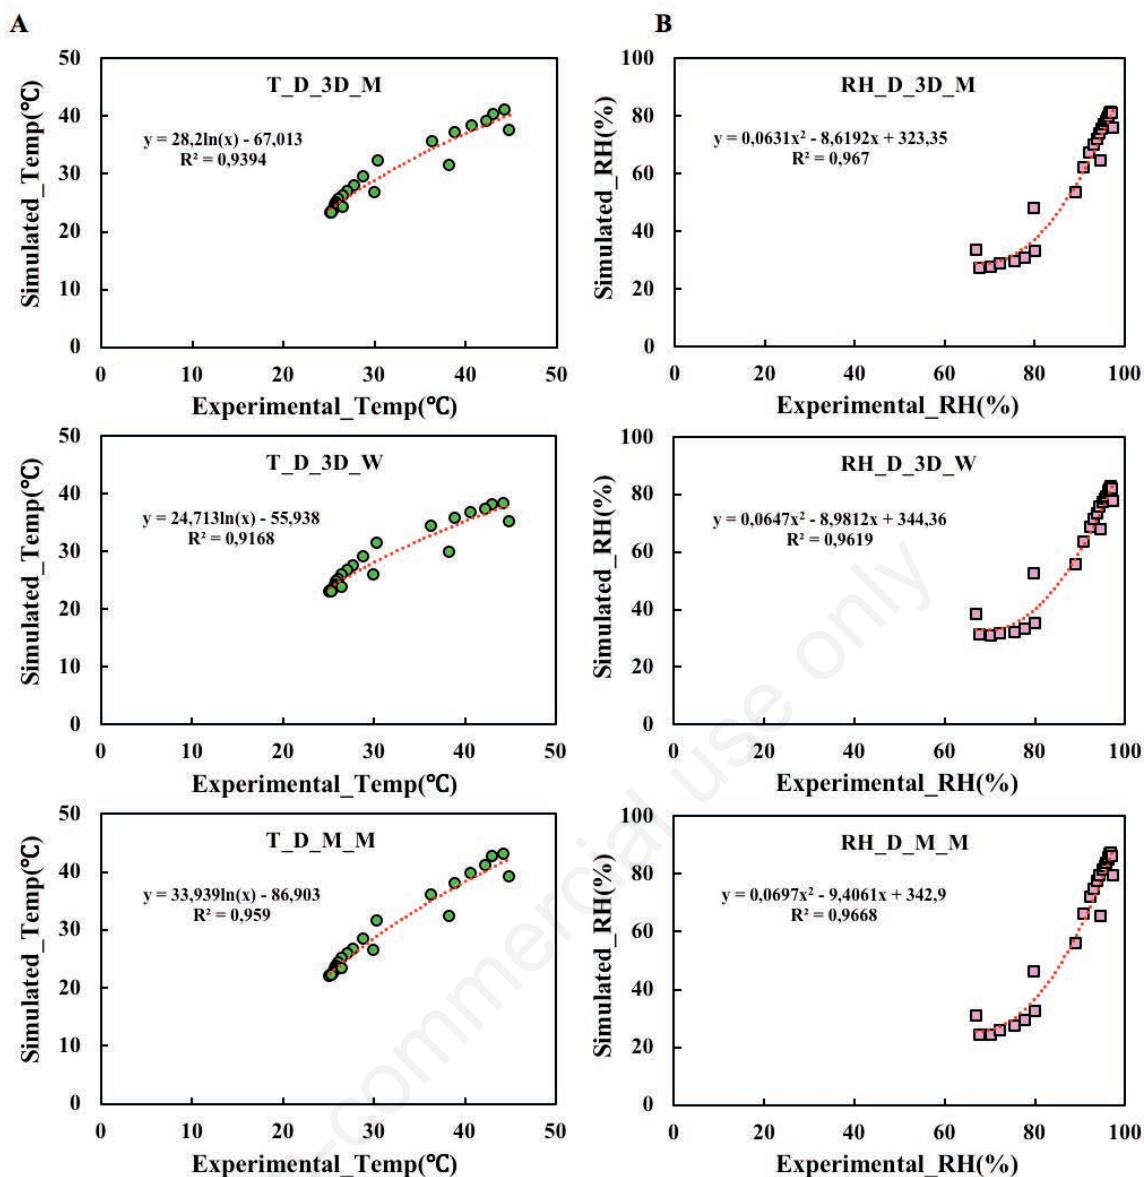 A
B
50
40
30
20
10
0
Simulated_Temp(℃)
T_D_3D_M
y = 28,2ln(x) - 67,013
R² = 0,9394
0 10 20 30 40 50
Experimental_Temp(℃)
100
80
60
40
20
0
Simulated_RH(%)
RH_D_3D_M
y = 0,0631x² - 8,6192x + 323,35
R² = 0,967
0 20 40 60 80 100
Experimental_RH(%)
50
40
30
20
10
0
Simulated_Temp(℃)
T_D_3D_W
y = 24,713ln(x) - 55,938
R² = 0,9168
0 10 20 30 40 50
Experimental_Temp(℃)
100
80
60
40
20
0
Simulated_RH(%)
RH_D_3D_W
y = 0,0647x² - 8,9812x + 344,36
R² = 0,9619
0 20 40 60 80 100
Experimental_RH(%)
50
40
30
20
10
0
Simulated_Temp(℃)
T_D_M_M
y = 33,939ln(x) - 86,903
R² = 0,959
0 10 20 30 40 50
Experimental_Temp(℃)
100
80
60
40
20
0
Simulated_RH(%)
RH_D_M_M
y = 0,0697x² - 9,4061x + 342,9
R² = 0,9668
0 20 40 60 80 100
Experimental_RH(%)
-commercial use only